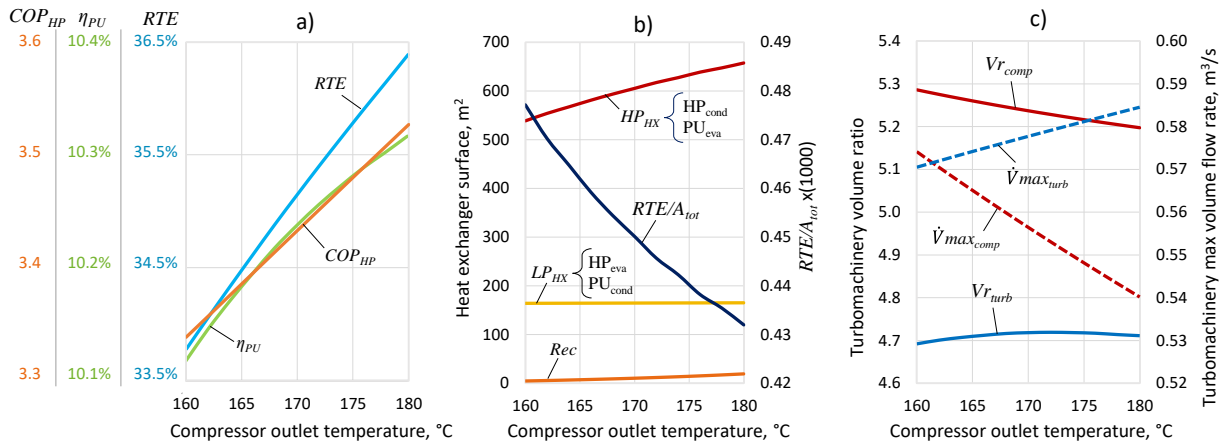 COP_HP η_PU RTE
a)
3.6 10.4% 36.5%
3.5 10.3% 35.5%
3.4 10.2% 34.5%
3.3 10.1% 33.5%
RTE
COP_HP
η_PU
160 165 170 175 180
Compressor outlet temperature, °C
b)
Heat exchanger surface, m²
700
600
500
400
300
200
100
0
HP_HX { HP_cond
PU_eva
RTE/A_tot
LP_HX { HP_eva
PU_cond
Rec
0.49
0.48
0.47
0.46
0.45
0.44
0.43
0.42
RTE/A_tot x(1000)
160 165 170 175 180
Compressor outlet temperature, °C
c)
Turbomachinery volume ratio
5.4
5.3
5.2
5.1
5.0
4.9
4.8
4.7
4.6
Vr_comp
V̇max_turb
V̇max_comp
Vr_turb
0.60
0.59
0.58
0.57
0.56
0.55
0.54
0.53
0.52
Turbomachinery max volume flow rate, m³/s
160 165 170 175 180
Compressor outlet temperature, °C